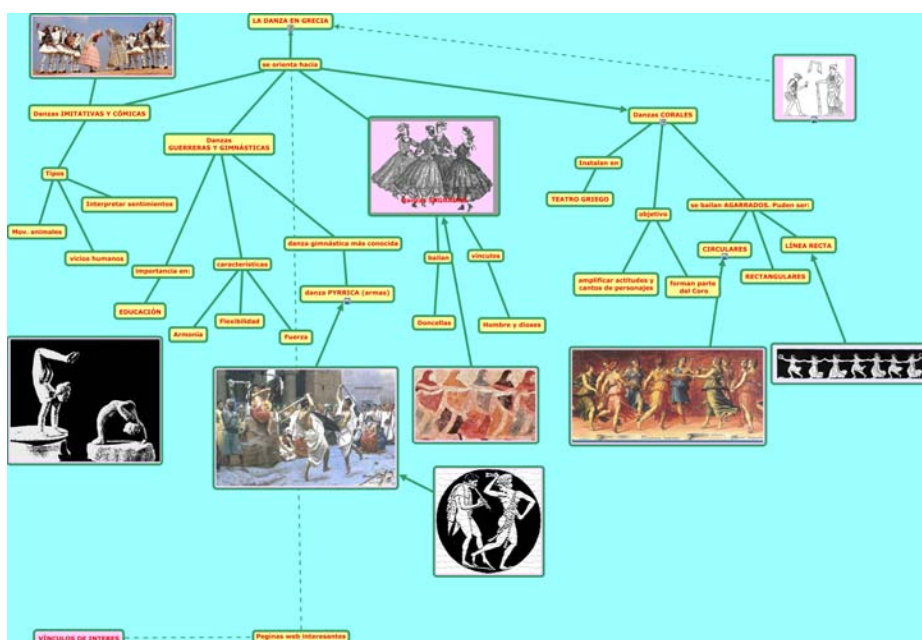 LA DANZA EN GRECIA
se orienta hacia
Danzas IMITATIVAS Y CÓMICAS
Tipos
Interpretar sentimientos
Mov. animales
vicios humanos
Danzas
GUERRERAS Y GIMNÁSTICAS
importancia en:
EDUCACIÓN
características
Armonía
Flexibilidad
Fuerza
danza gimnástica más conocida
danza PYRRICA (armas)
bailan
Doncellas
vínculos
Hombre y dioses
Danzas CORALES
Instalen en
TEATRO GRIEGO
objetivo
amplificar actitudes y
cantos de personajes
forman parte
del Coro
se bailan AGARRADOS. Puden ser:
CIRCULARES
RECTANGULARES
LÍNEA RECTA
VÍNCULOS DE INTERES
Peginas web interesantes